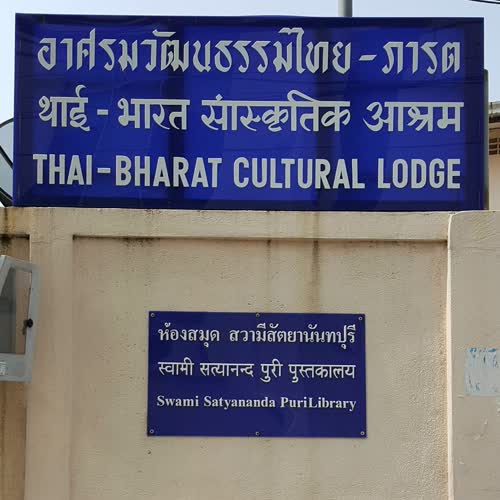 อาศรมวัฒนธรรมไทย - ภารต
थाई - भारत सांस्कृतिक आश्रम
THAI-BHARAT CULTURAL LODGE
ห้องสมุด สวามีสัตยานันทปุรี
स्वामी सत्यानन्द पुरी पुस्तकालय
Swami Satyananda PuriLibrary